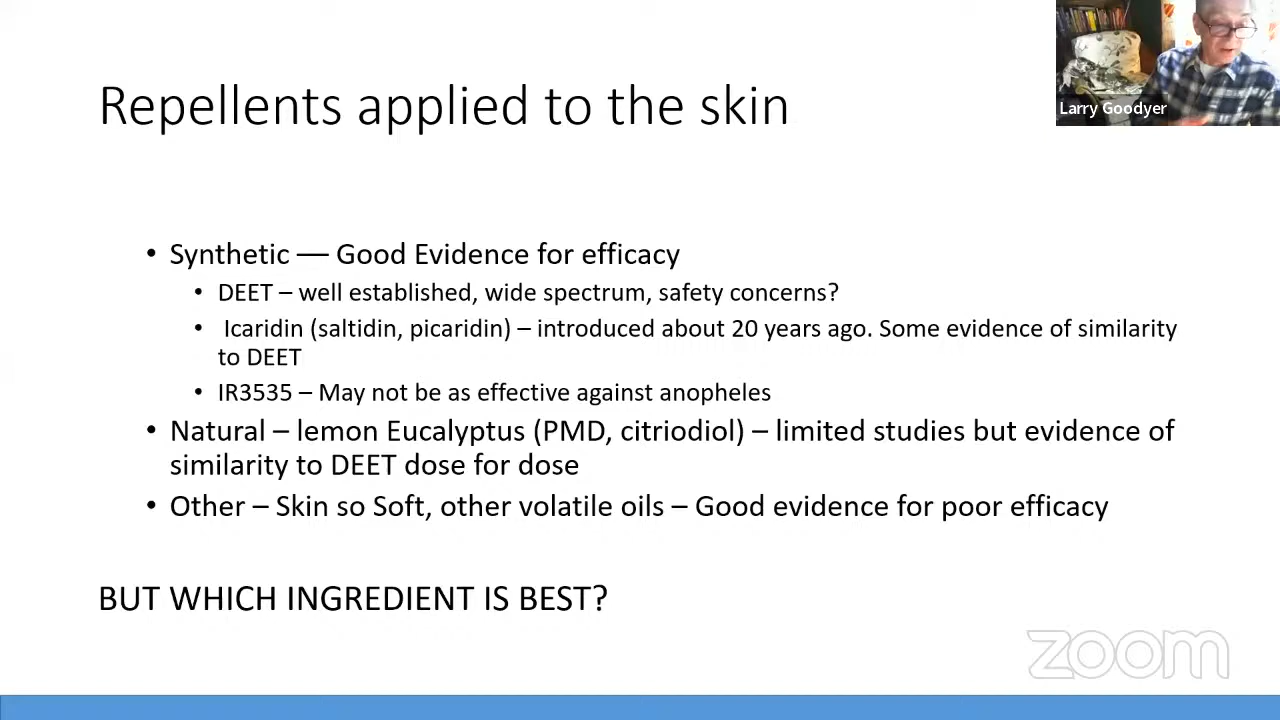 Larry Goodyer
Repellents applied to the skin
• Synthetic –– Good Evidence for efficacy
• DEET – well established, wide spectrum, safety concerns?
• Icaridin (saltidin, picaridin) – introduced about 20 years ago. Some evidence of similarity
to DEET
• IR3535 – May not be as effective against anopheles
• Natural – lemon Eucalyptus (PMD, citriodiol) – limited studies but evidence of
similarity to DEET dose for dose
• Other – Skin so Soft, other volatile oils – Good evidence for poor efficacy
BUT WHICH INGREDIENT IS BEST?
zoom